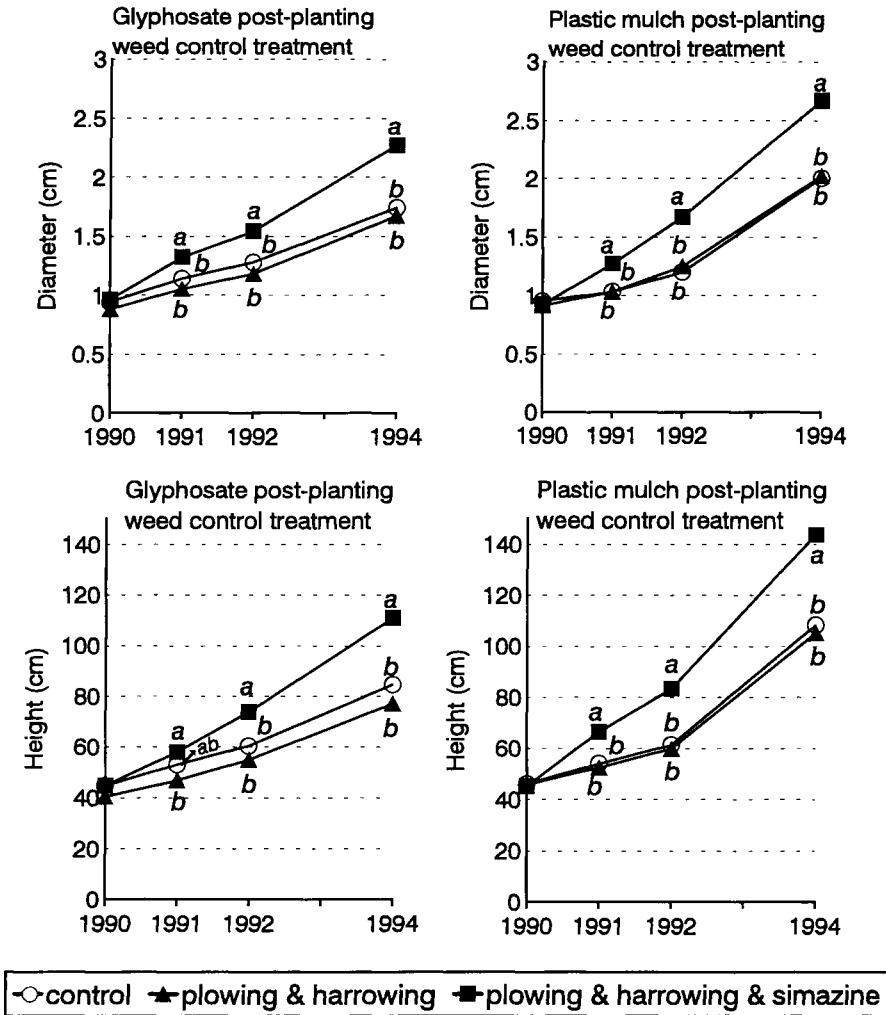 Glyphosate post-planting
weed control treatment
3
2.5
2
1.5
1
0.5
0
Diameter (cm)
a
a
a
b
b
b
b
b
b
1990 1991 1992 1994
Plastic mulch post-planting
weed control treatment
3
2.5
2
1.5
1
0.5
0
Diameter (cm)
a
a
a
b
b
b
b
b
b
1990 1991 1992 1994
Glyphosate post-planting
weed control treatment
140
120
100
80
60
40
20
0
Height (cm)
a
a
a
b
b
ab
b
b
b
1990 1991 1992 1994
Plastic mulch post-planting
weed control treatment
140
120
100
80
60
40
20
0
Height (cm)
a
a
a
b
b
b
b
b
b
1990 1991 1992 1994
control plowing & harrowing plowing & harrowing & simazine